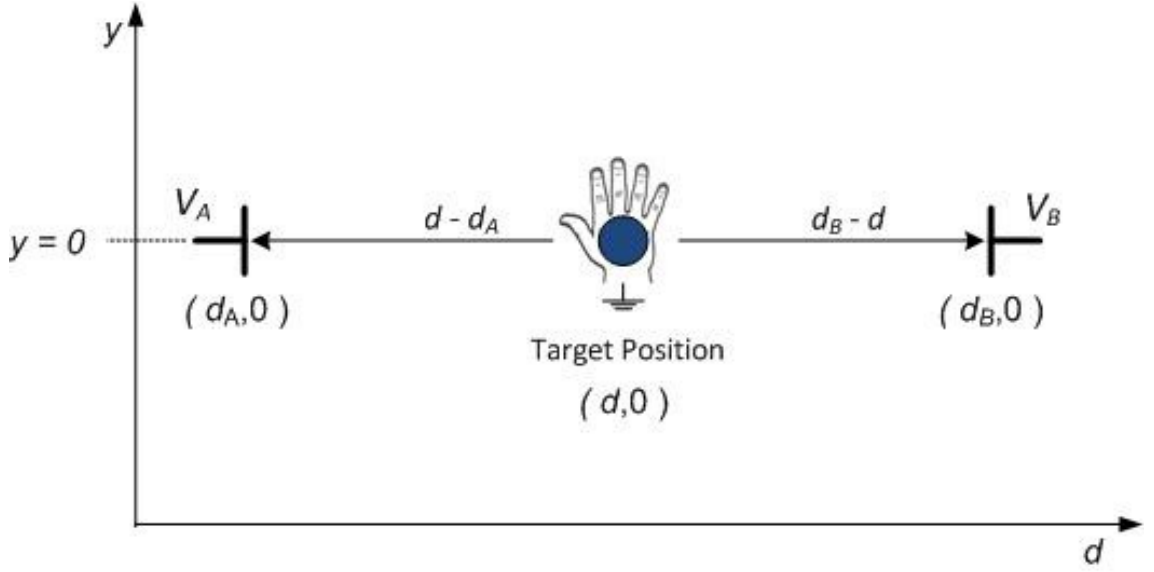 y
V_A
d - d_A
d_B - d
V_B
y = 0
( d_A,0 )
( d_B,0 )
Target Position
( d,0 )
d